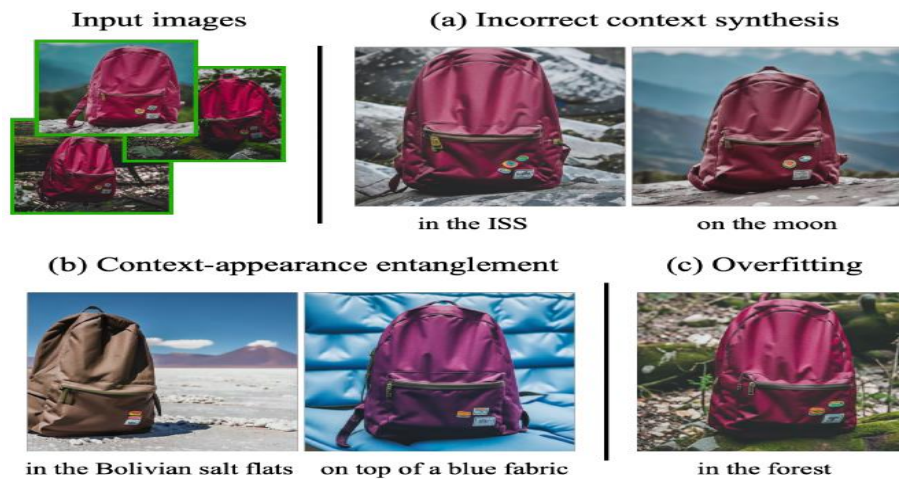 Input images
(a) Incorrect context synthesis
in the ISS
on the moon
(b) Context-appearance entanglement
(c) Overfitting
in the Bolivian salt flats
on top of a blue fabric
in the forest